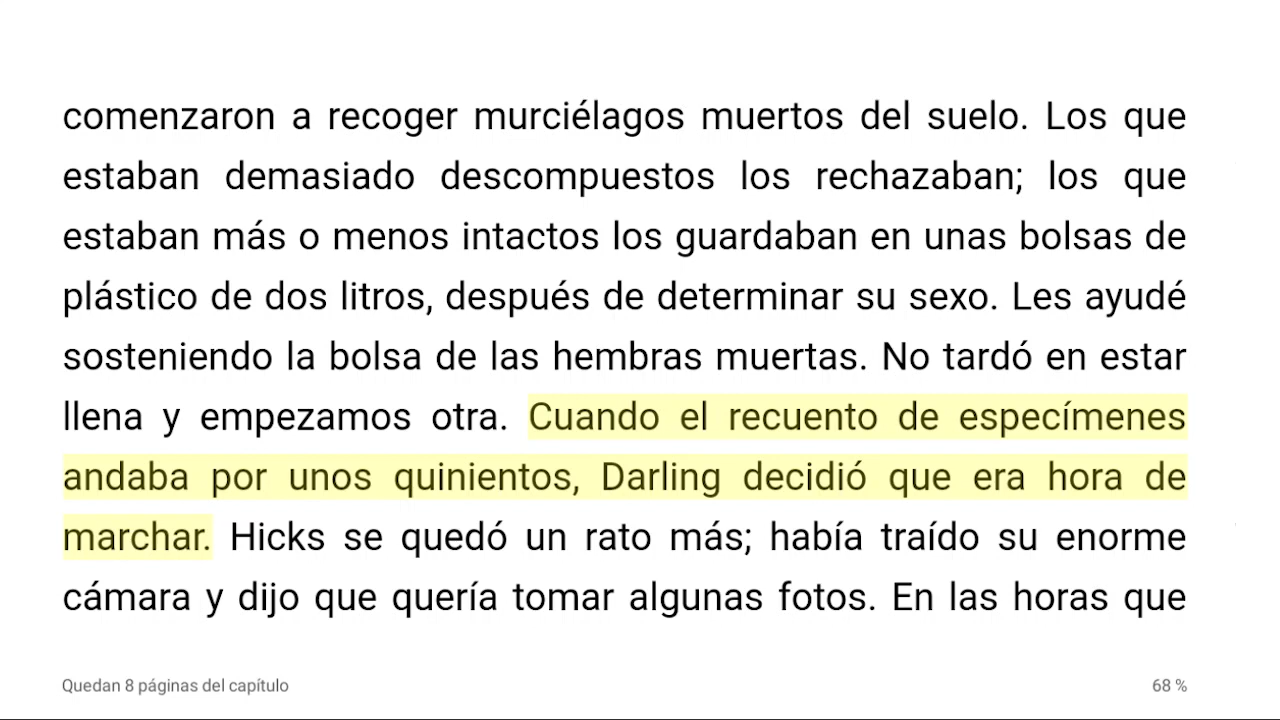 comenzaron a recoger murciélagos muertos del suelo. Los que
estaban demasiado descompuestos los rechazaban; los que
estaban más o menos intactos los guardaban en unas bolsas de
plástico de dos litros, después de determinar su sexo. Les ayudé
sosteniendo la bolsa de las hembras muertas. No tardó en estar
llena y empezamos otra. Cuando el recuento de especímenes
andaba por unos quinientos, Darling decidió que era hora de
marchar. Hicks se quedó un rato más; había traído su enorme
cámara y dijo que quería tomar algunas fotos. En las horas que
Quedan 8 páginas del capítulo
68 %